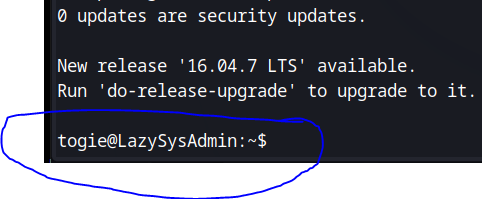 0 updates are security updates.
New release '16.04.7 LTS' available.
Run 'do-release-upgrade' to upgrade to it.
togie@LazySysAdmin:~$